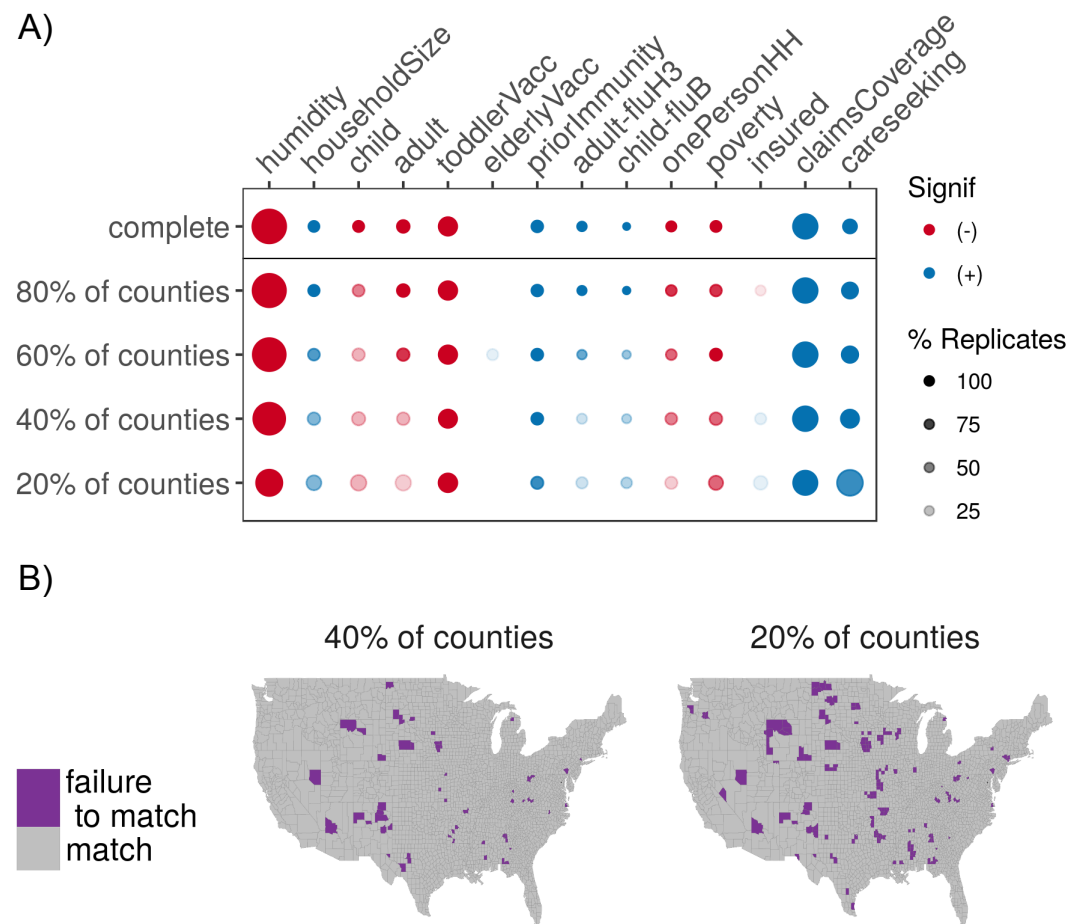 A)
humidity
householdSize
child
adult
toddlerVacc
elderlyVacc
priorImmunity
adult-fluH3
child-fluB
onePersonHH
poverty
insured
claimsCoverage
careseeking
complete
80% of counties
60% of counties
40% of counties
20% of counties
Signif
(-)
(+)
% Replicates
100
75
50
25
B)
40% of counties
20% of counties
failure
to match
match